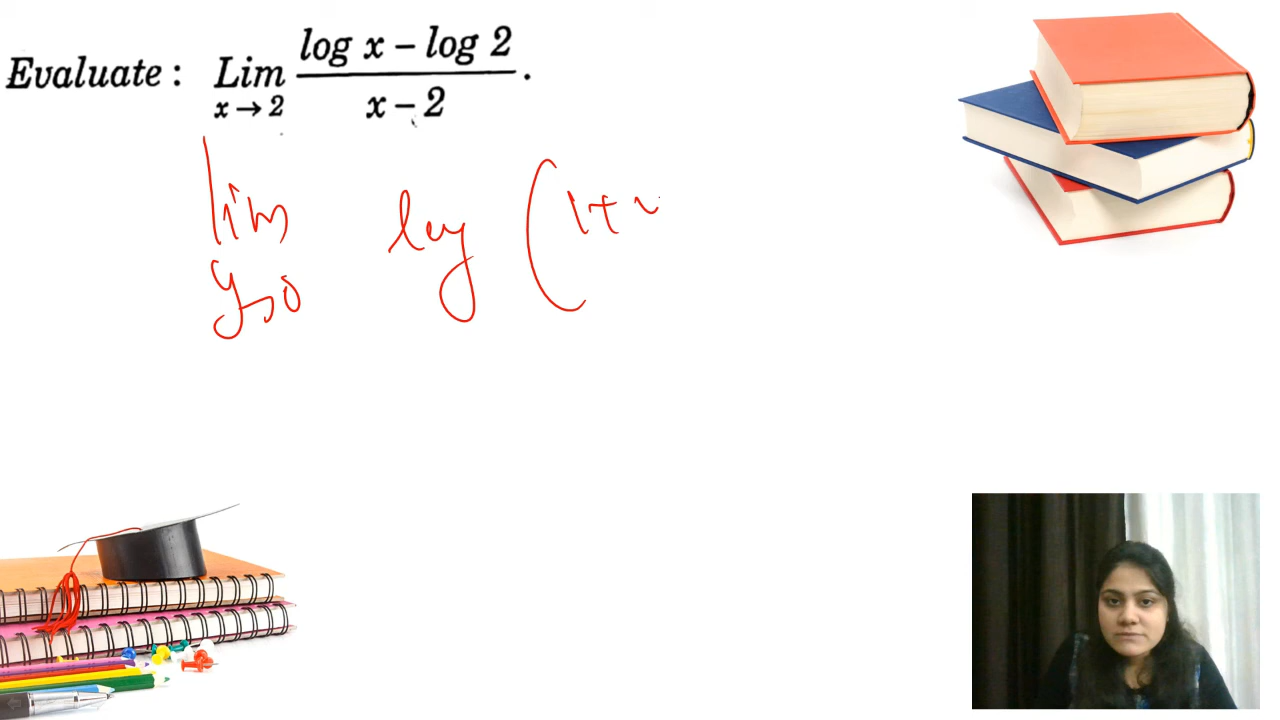 Evaluate : Lim x → 2 log x – log 2 / x – 2 .
lim log (1+
y→0